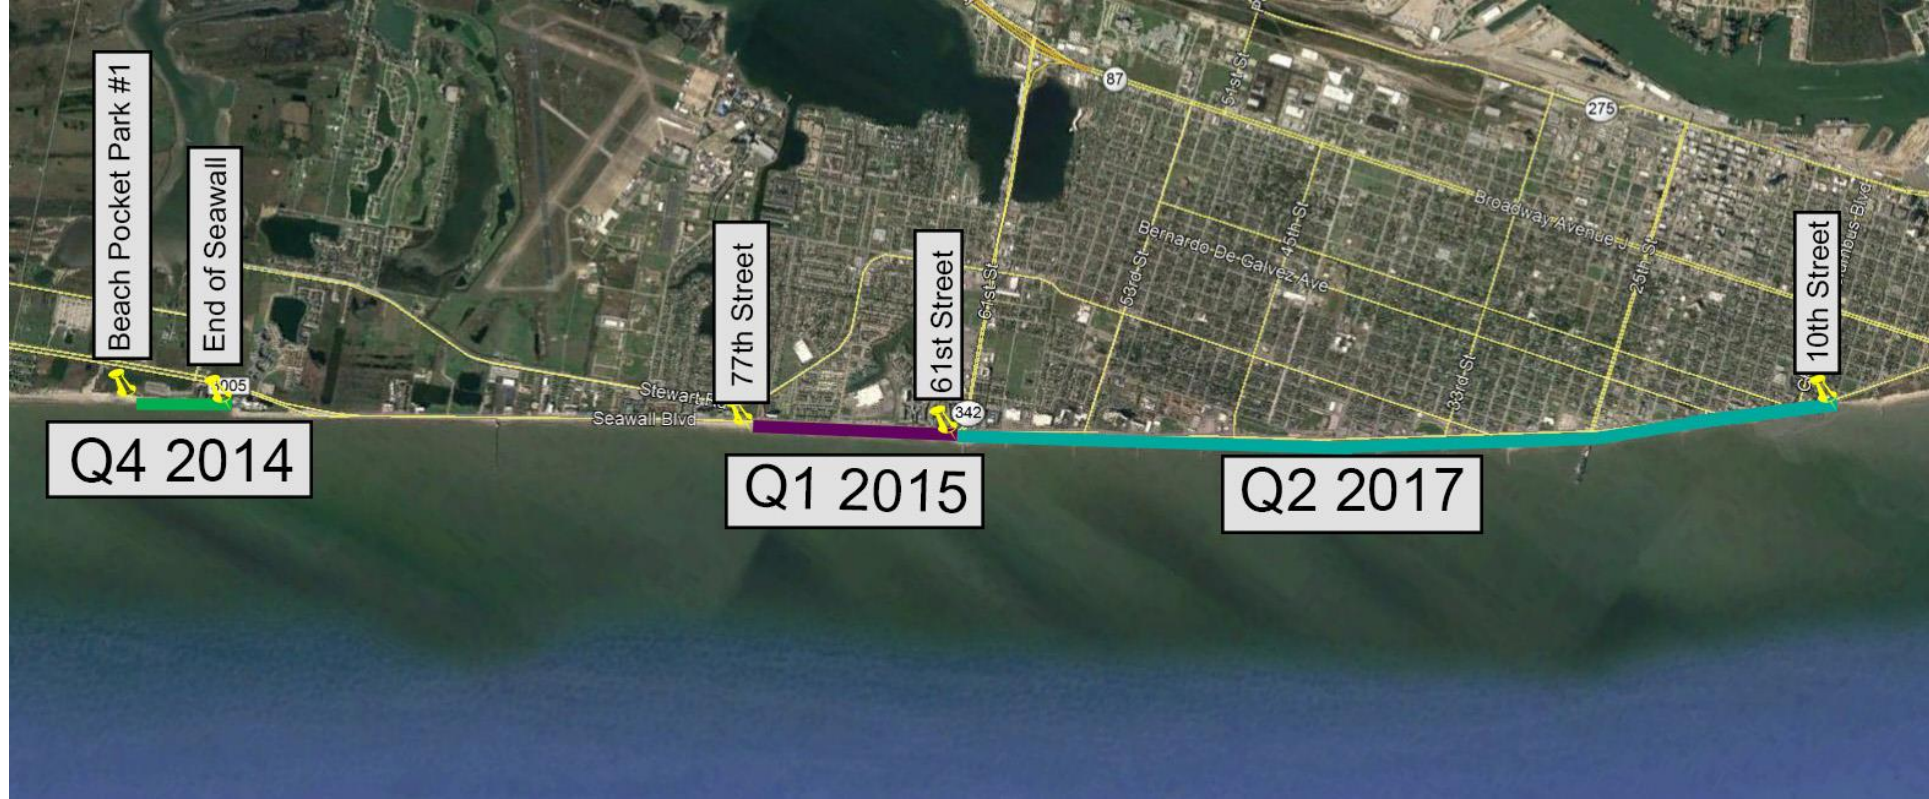 Beach Pocket Park #1
End of Seawall
77th Street
61st Street
10th Street
Q4 2014
Q1 2015
Q2 2017
87
275
342
51st St
61st St
53rd St
45th St
33rd St
25th St
Broadway Avenue J
Bernardo De Galvez Ave
Seawall Blvd
Stewart
005